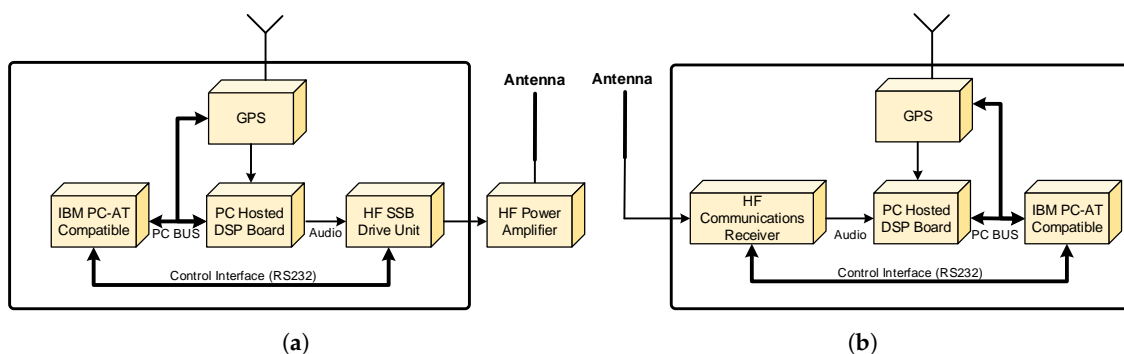 Antenna
Antenna
GPS
GPS
IBM PC-AT
Compatible
PC BUS
PC Hosted
DSP Board
Audio
HF SSB
Drive Unit
HF Power
Amplifier
Control Interface (RS232)
HF
Communications
Receiver
Audio
PC Hosted
DSP Board
PC BUS
IBM PC-AT
Compatible
Control Interface (RS232)
(a)
(b)